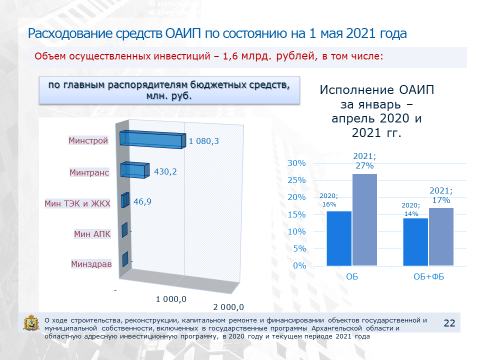 Расходование средств ОАИП по состоянию на 1 мая 2021 года
Объем осуществленных инвестиций – 1,6 млрд. рублей, в том числе:
по главным распорядителям бюджетных средств,
млн. руб.
Минстрой
1 080,3
Минтранс
430,2
Мин ТЭК и ЖКХ
46,9
Мин АПК
-
Минздрав
-
-
1 000,0
2 000,0
Исполнение ОАИП
за январь –
апрель 2020 и
2021 гг.
30%
25%
20%
15%
10%
5%
0%
2020;
16%
2021;
27%
2020;
14%
2021;
17%
ОБ
ОБ+ФБ
О ходе строительства, реконструкции, капитальном ремонте и финансировании объектов государственной и
муниципальной собственности, включенных в государственные программы Архангельской области и
областную адресную инвестиционную программу, в 2020 году и текущем периоде 2021 года
22